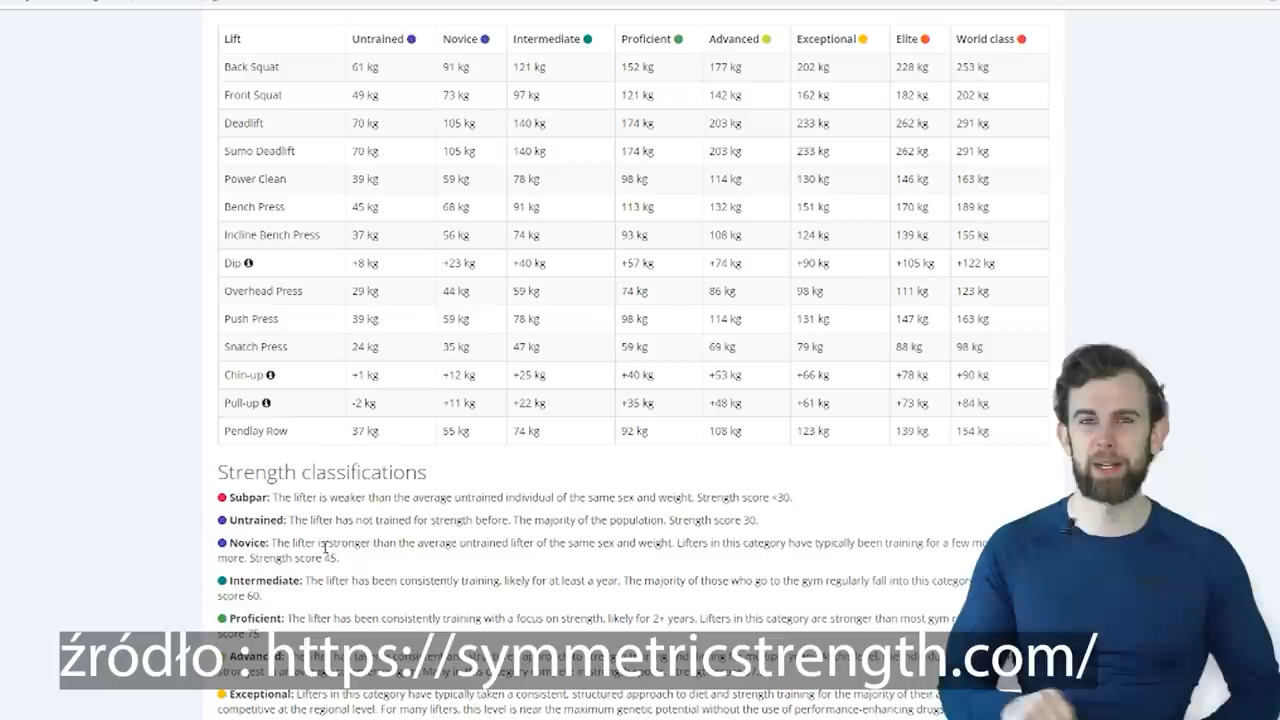 Lift Untrained Novice Intermediate Proficient Advanced Exceptional Elite World class
Back Squat 61 kg 91 kg 121 kg 152 kg 177 kg 202 kg 228 kg 253 kg
Front Squat 49 kg 73 kg 97 kg 121 kg 142 kg 162 kg 182 kg 202 kg
Deadlift 70 kg 105 kg 140 kg 174 kg 203 kg 233 kg 262 kg 291 kg
Sumo Deadlift 70 kg 105 kg 140 kg 174 kg 203 kg 233 kg 262 kg 291 kg
Power Clean 39 kg 59 kg 78 kg 98 kg 114 kg 130 kg 146 kg 163 kg
Bench Press 45 kg 68 kg 91 kg 113 kg 132 kg 151 kg 170 kg 189 kg
Incline Bench Press 37 kg 56 kg 74 kg 93 kg 108 kg 124 kg 139 kg 155 kg
Dip +8 kg +23 kg +40 kg +57 kg +74 kg +90 kg +105 kg +122 kg
Overhead Press 29 kg 44 kg 59 kg 74 kg 86 kg 98 kg 111 kg 123 kg
Push Press 39 kg 59 kg 78 kg 98 kg 114 kg 131 kg 147 kg 163 kg
Snatch Press 24 kg 35 kg 47 kg 59 kg 69 kg 79 kg 88 kg 98 kg
Chin-up +1 kg +12 kg +25 kg +40 kg +53 kg +66 kg +78 kg +90 kg
Pull-up -2 kg +11 kg +22 kg +35 kg +48 kg +61 kg +73 kg +84 kg
Pendlay Row 37 kg 55 kg 74 kg 92 kg 108 kg 123 kg 139 kg 154 kg
Strength classifications
Subpar: The lifter is weaker than the average untrained individual of the same sex and weight. Strength score <30.
Untrained: The lifter has not trained for strength before. The majority of the population. Strength score 30.
Novice: The lifter is stronger than the average untrained lifter of the same sex and weight. Lifters in this category have typically been training for a few
more. Strength score 45.
Intermediate: The lifter has been consistently training, likely for at least a year. The majority of those who go to the gym regularly fall into this
score 60.
Proficient: The lifter has been consistently training with a focus on strength, likely for 2+ years. Lifters in this category are stronger than most gym
score 75.
źródło : https://symmetricstrength.com/
Exceptional: Lifters in this category have typically taken a consistent, structured approach to diet and strength training for the majority of their
competitive at the regional level. For many lifters, this level is near the maximum genetic potential without the use of performance-enhancing